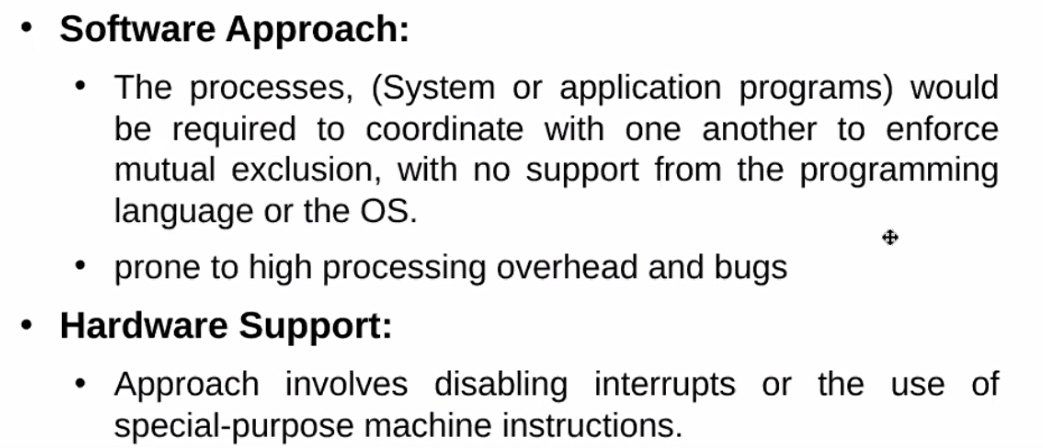 • Software Approach:
• The processes, (System or application programs) would
be required to coordinate with one another to enforce
mutual exclusion, with no support from the programming
language or the OS.
• prone to high processing overhead and bugs
• Hardware Support:
• Approach involves disabling interrupts or the use of
special-purpose machine instructions.